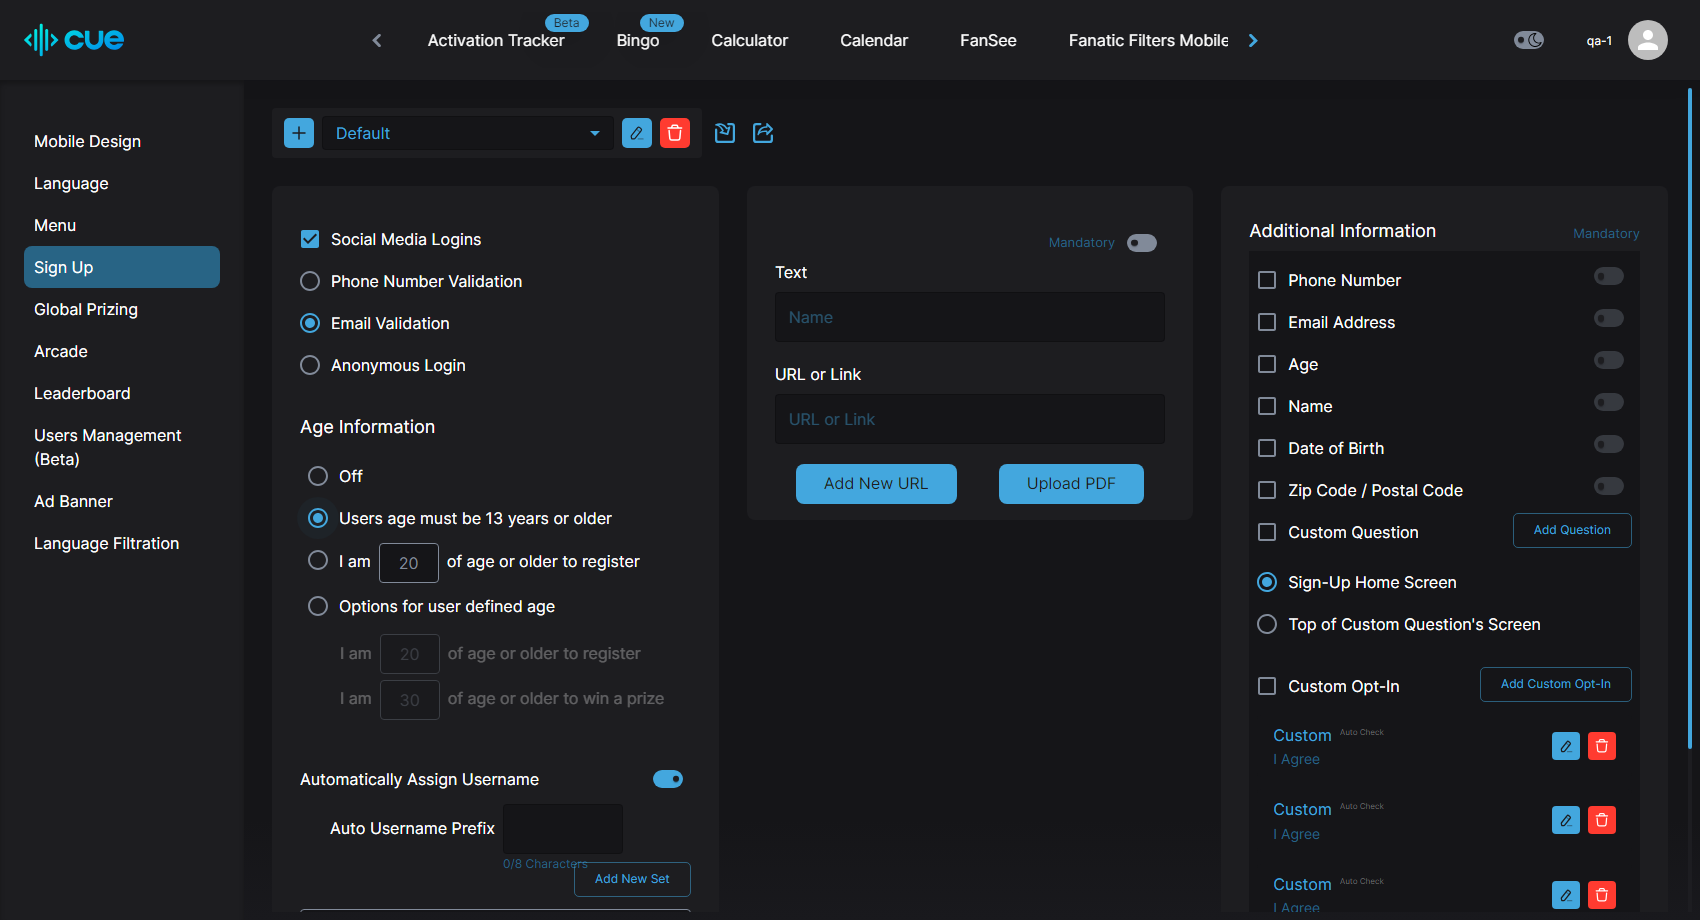 cue
Activation Tracker
Beta
Bingo
New
Calculator
Calendar
FanSee
Fanatic Filters Mobile
qa-1
Mobile Design
Language
Menu
Sign Up
Global Prizing
Arcade
Leaderboard
Users Management
(Beta)
Ad Banner
Language Filtration
Default
Social Media Logins
Phone Number Validation
Email Validation
Anonymous Login
Age Information
Off
Users age must be 13 years or older
I am 20 of age or older to register
Options for user defined age
I am 20 of age or older to register
I am 30 of age or older to win a prize
Automatically Assign Username
Auto Username Prefix
0/8 Characters
Add New Set
Mandatory
Text
Name
URL or Link
URL or Link
Add New URL
Upload PDF
Additional Information
Mandatory
Phone Number
Email Address
Age
Name
Date of Birth
Zip Code / Postal Code
Custom Question
Add Question
Sign-Up Home Screen
Top of Custom Question's Screen
Custom Opt-In
Add Custom Opt-In
Custom Auto Check
I Agree
Custom Auto Check
I Agree
Custom Auto Check
I Agree